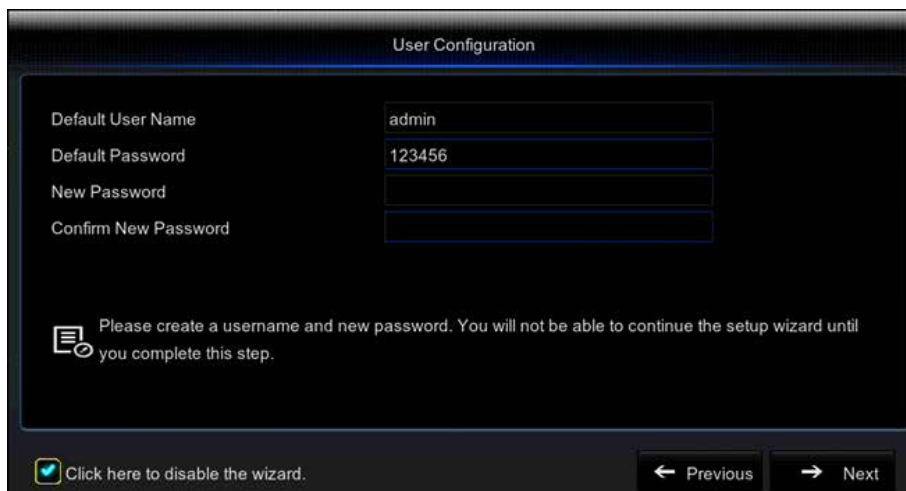 User Configuration
Default User Name admin
Default Password 123456
New Password
Confirm New Password
Please create a username and new password. You will not be able to continue the setup wizard until
you complete this step.
Click here to disable the wizard. Previous Next